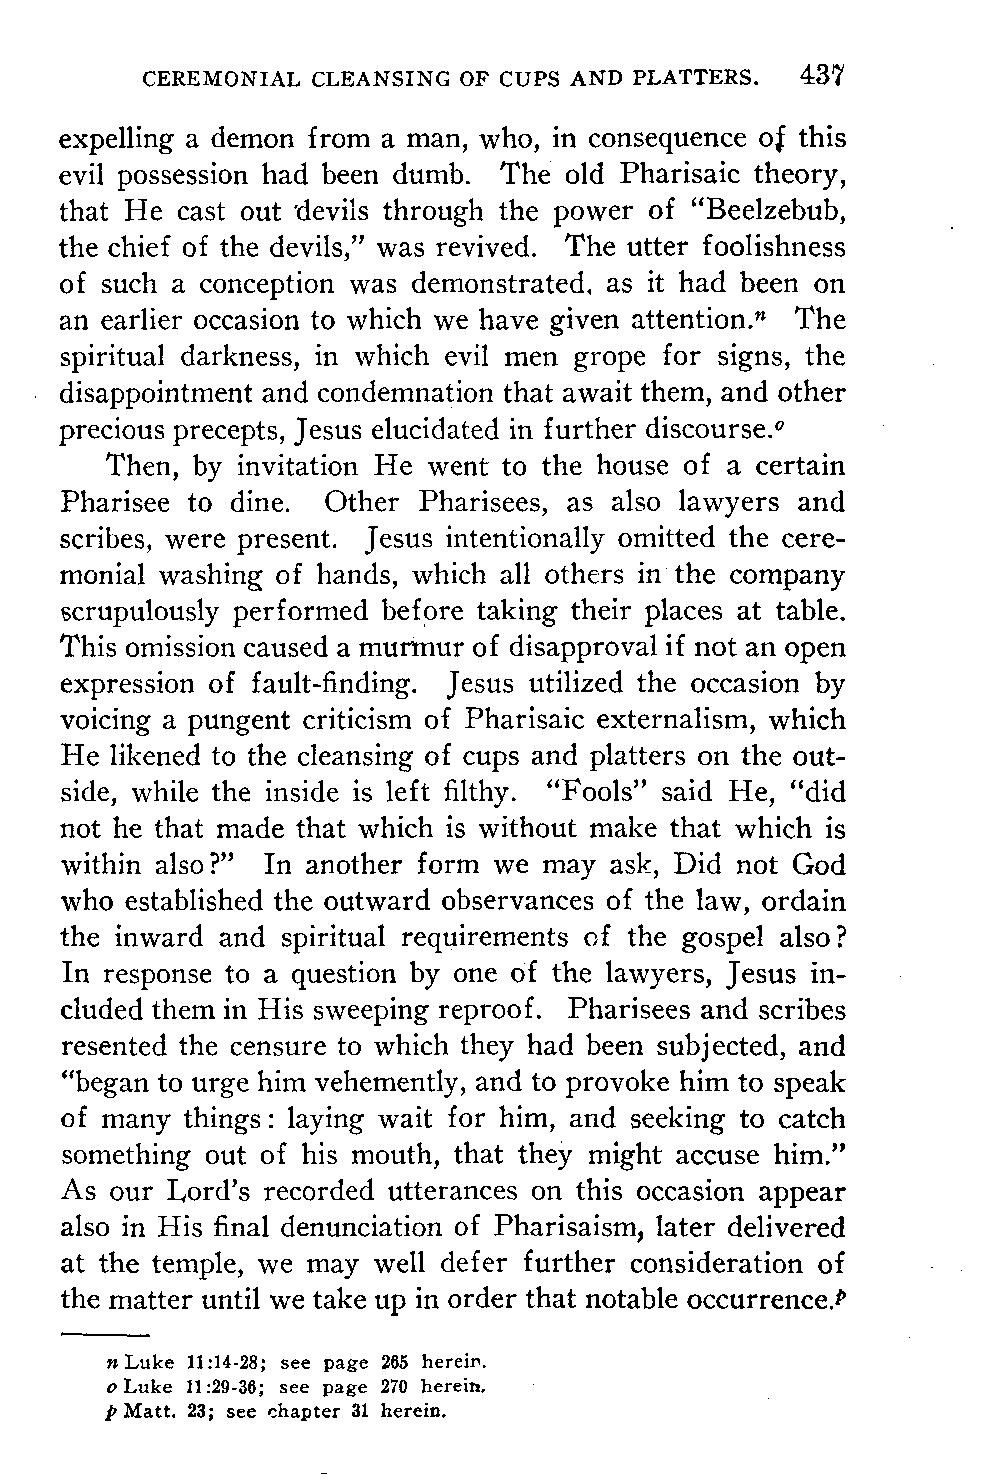 CEREMONIAL CLEANSING OF CUPS AND PLATTERS. 437
expelling a demon from a man, who, in consequence of this
evil possession had been dumb. The old Pharisaic theory,
that He cast out devils through the power of “Beelzebub,
the chief of the devils,” was revived. The utter foolishness
of such a conception was demonstrated, as it had been on
an earlier occasion to which we have given attention.n The
spiritual darkness, in which evil men grope for signs, the
disappointment and condemnation that await them, and other
precious precepts, Jesus elucidated in further discourse.o
Then, by invitation He went to the house of a certain
Pharisee to dine. Other Pharisees, as also lawyers and
scribes, were present. Jesus intentionally omitted the cere-
monial washing of hands, which all others in the company
scrupulously performed before taking their places at table.
This omission caused a murmur of disapproval if not an open
expression of fault-finding. Jesus utilized the occasion by
voicing a pungent criticism of Pharisaic externalism, which
He likened to the cleansing of cups and platters on the out-
side, while the inside is left filthy. “Fools” said He, “did
not he that made that which is without make that which is
within also?” In another form we may ask, Did not God
who established the outward observances of the law, ordain
the inward and spiritual requirements of the gospel also?
In response to a question by one of the lawyers, Jesus in-
cluded them in His sweeping reproof. Pharisees and scribes
resented the censure to which they had been subjected, and
“began to urge him vehemently, and to provoke him to speak
of many things: laying wait for him, and seeking to catch
something out of his mouth, that they might accuse him.”
As our Lord’s recorded utterances on this occasion appear
also in His final denunciation of Pharisaism, later delivered
at the temple, we may well defer further consideration of
the matter until we take up in order that notable occurrence.p
n Luke 11:14-28; see page 265 herein.
o Luke 11:29-36; see page 270 herein.
p Matt. 23; see chapter 31 herein.